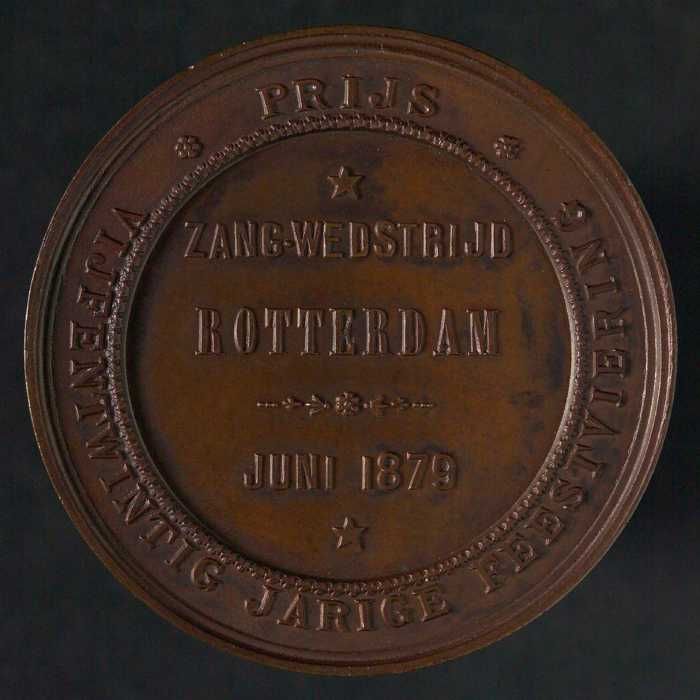 PRIJS
VIJFENTWINTIG JARIGE FEESTVIERING
ZANG-WEDSTRIJD
ROTTERDAM
JUNI 1879